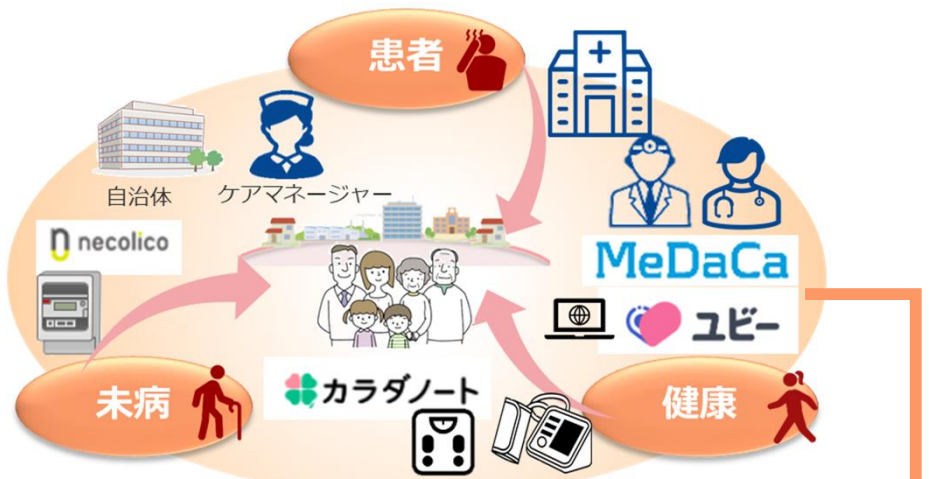 患者
自治体
ケアマネージャー
necolico
MeDaCa
ユビー
未病
カラダノート
健康